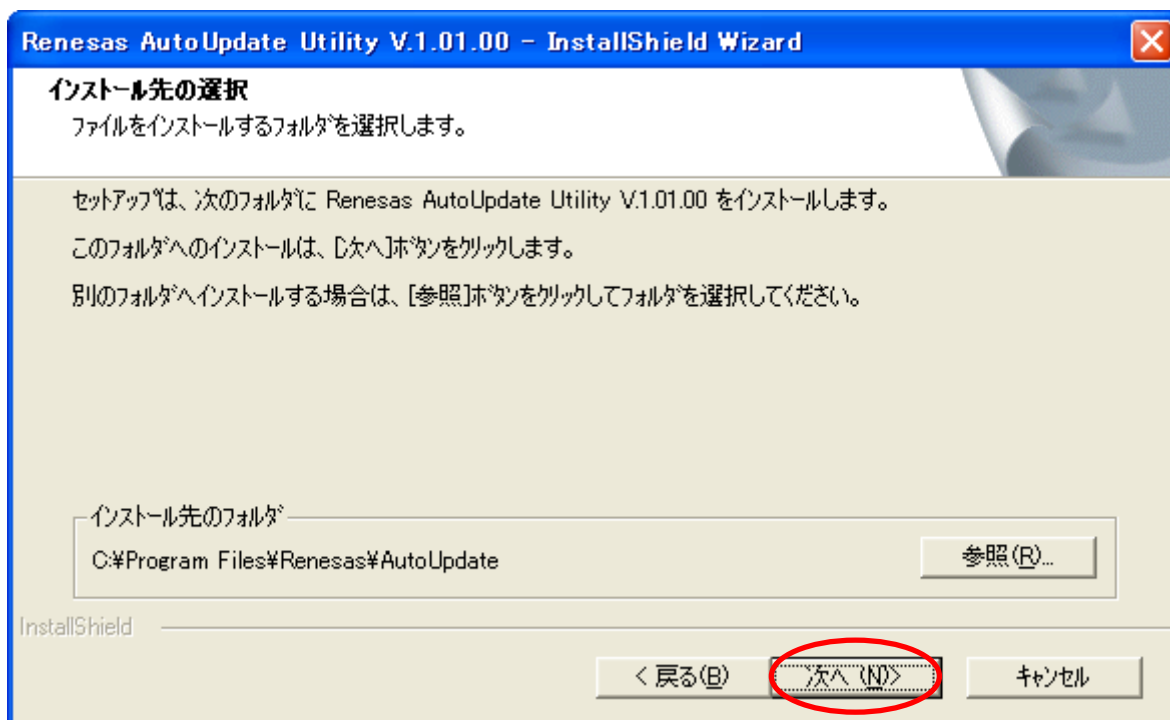 Renesas AutoUpdate Utility V.1.01.00 - InstallShield Wizard
インストール先の選択
ファイルをインストールするフォルダを選択します。
セットアップは、次のフォルダに Renesas AutoUpdate Utility V.1.01.00 をインストールします。
このフォルダへのインストールは、[次へ]ボタンをクリックします。
別のフォルダへインストールする場合は、[参照]ボタンをクリックしてフォルダを選択してください。
インストール先のフォルダ
C:¥Program Files¥Renesas¥AutoUpdate
参照(R)...
InstallShield
< 戻る(B)
次へ (N)>
キャンセル